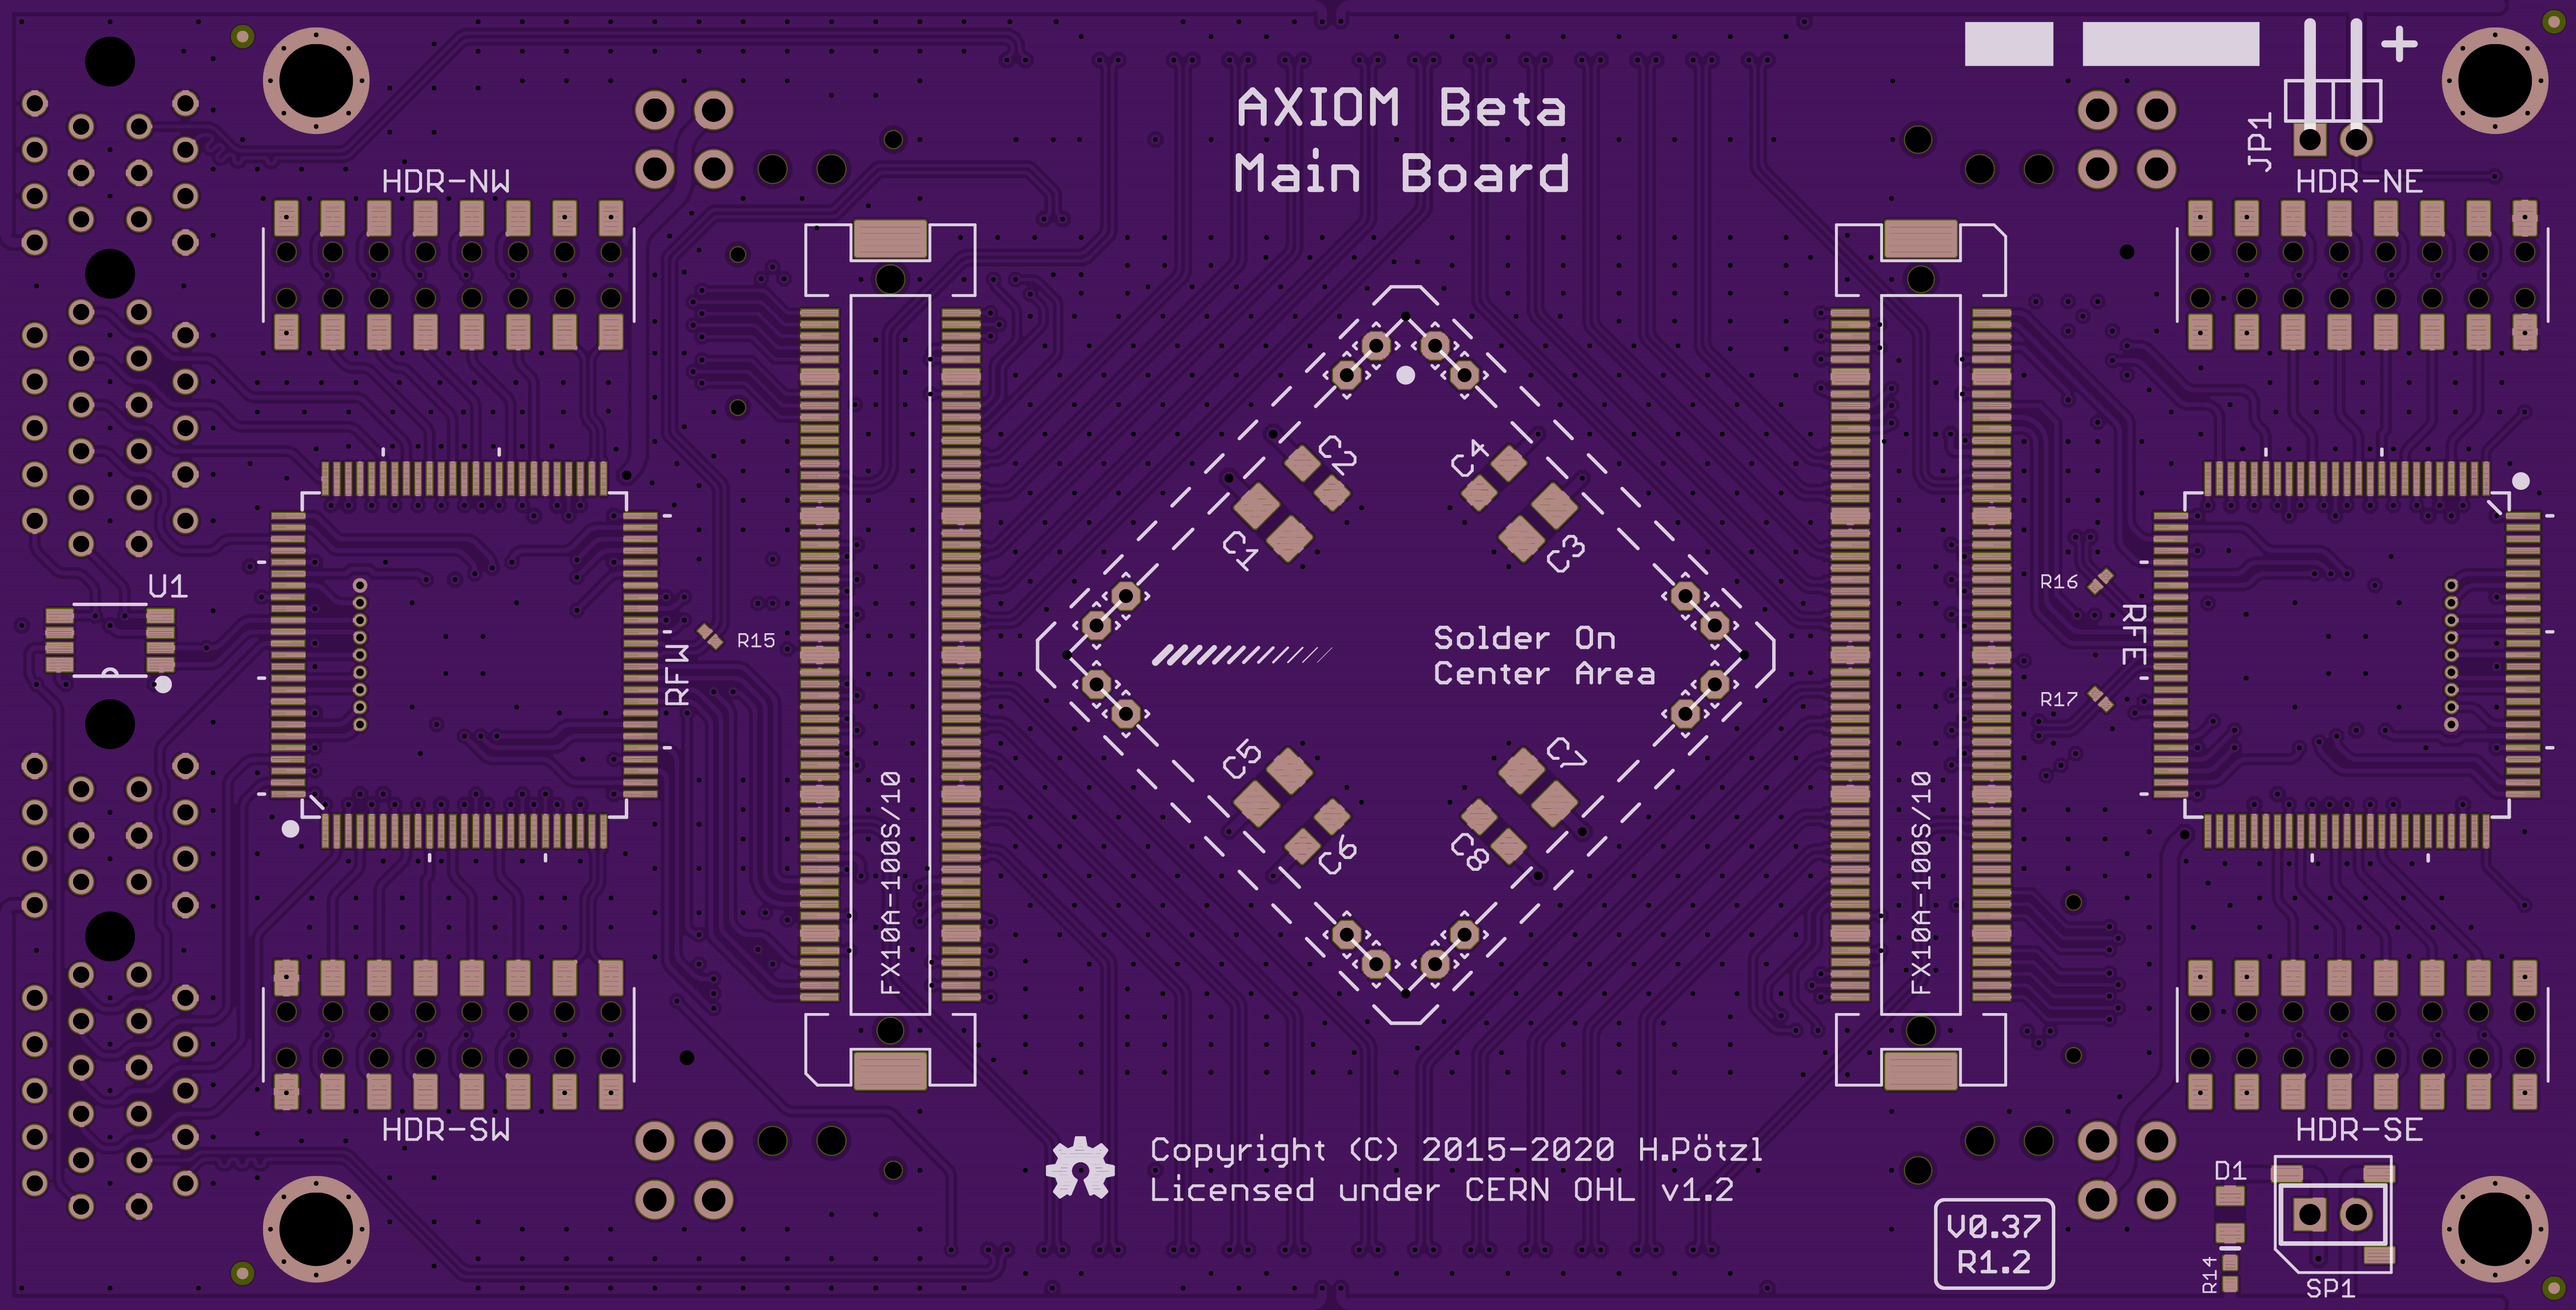 AXIOM Beta
Main Board
+
JP1
HDR-NW
HDR-NE
C2
C4
C1
C3
U1
R15
RFW
Solder On
Center Area
R16
RFE
R17
C5
C7
C6
C8
FX10A-100S/10
FX10A-100S/10
HDR-SW
HDR-SE
Copyright (C) 2015-2020 H.Pötzl
Licensed under CERN OHL v1.2
V0.37
R1.2
D1
R14
SP1